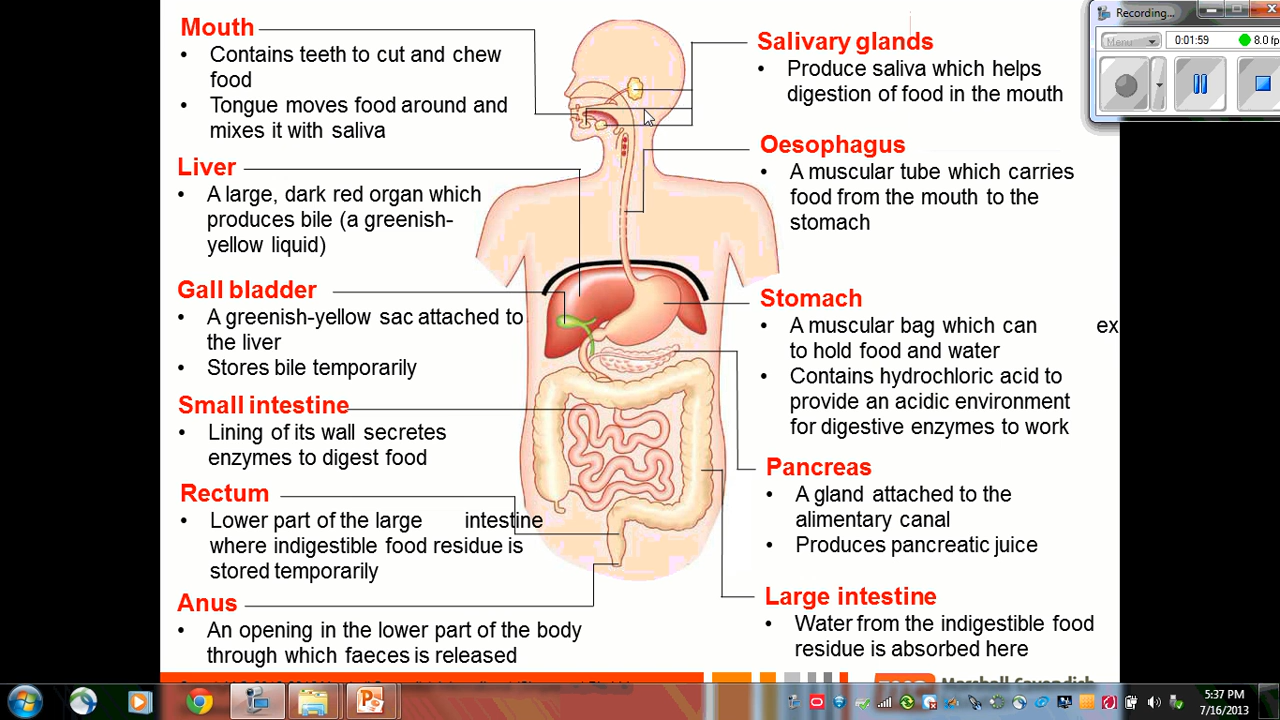 Mouth
• Contains teeth to cut and chew
food
• Tongue moves food around and
mixes it with saliva
Liver
• A large, dark red organ which
produces bile (a greenish-
yellow liquid)
Gall bladder
• A greenish-yellow sac attached to
the liver
• Stores bile temporarily
Small intestine
• Lining of its wall secretes
enzymes to digest food
Rectum
• Lower part of the large intestine
where indigestible food residue is
stored temporarily
Anus
• An opening in the lower part of the body
through which faeces is released
Salivary glands
• Produce saliva which helps
digestion of food in the mouth
Oesophagus
• A muscular tube which carries
food from the mouth to the
stomach
Stomach
• A muscular bag which can ex
to hold food and water
• Contains hydrochloric acid to
provide an acidic environment
for digestive enzymes to work
Pancreas
• A gland attached to the
alimentary canal
• Produces pancreatic juice
Large intestine
• Water from the indigestible food
residue is absorbed here
Marshall Cavendish
Recording...
Menu
0:01:59
8.0 fp
5:37 PM
7/16/2013